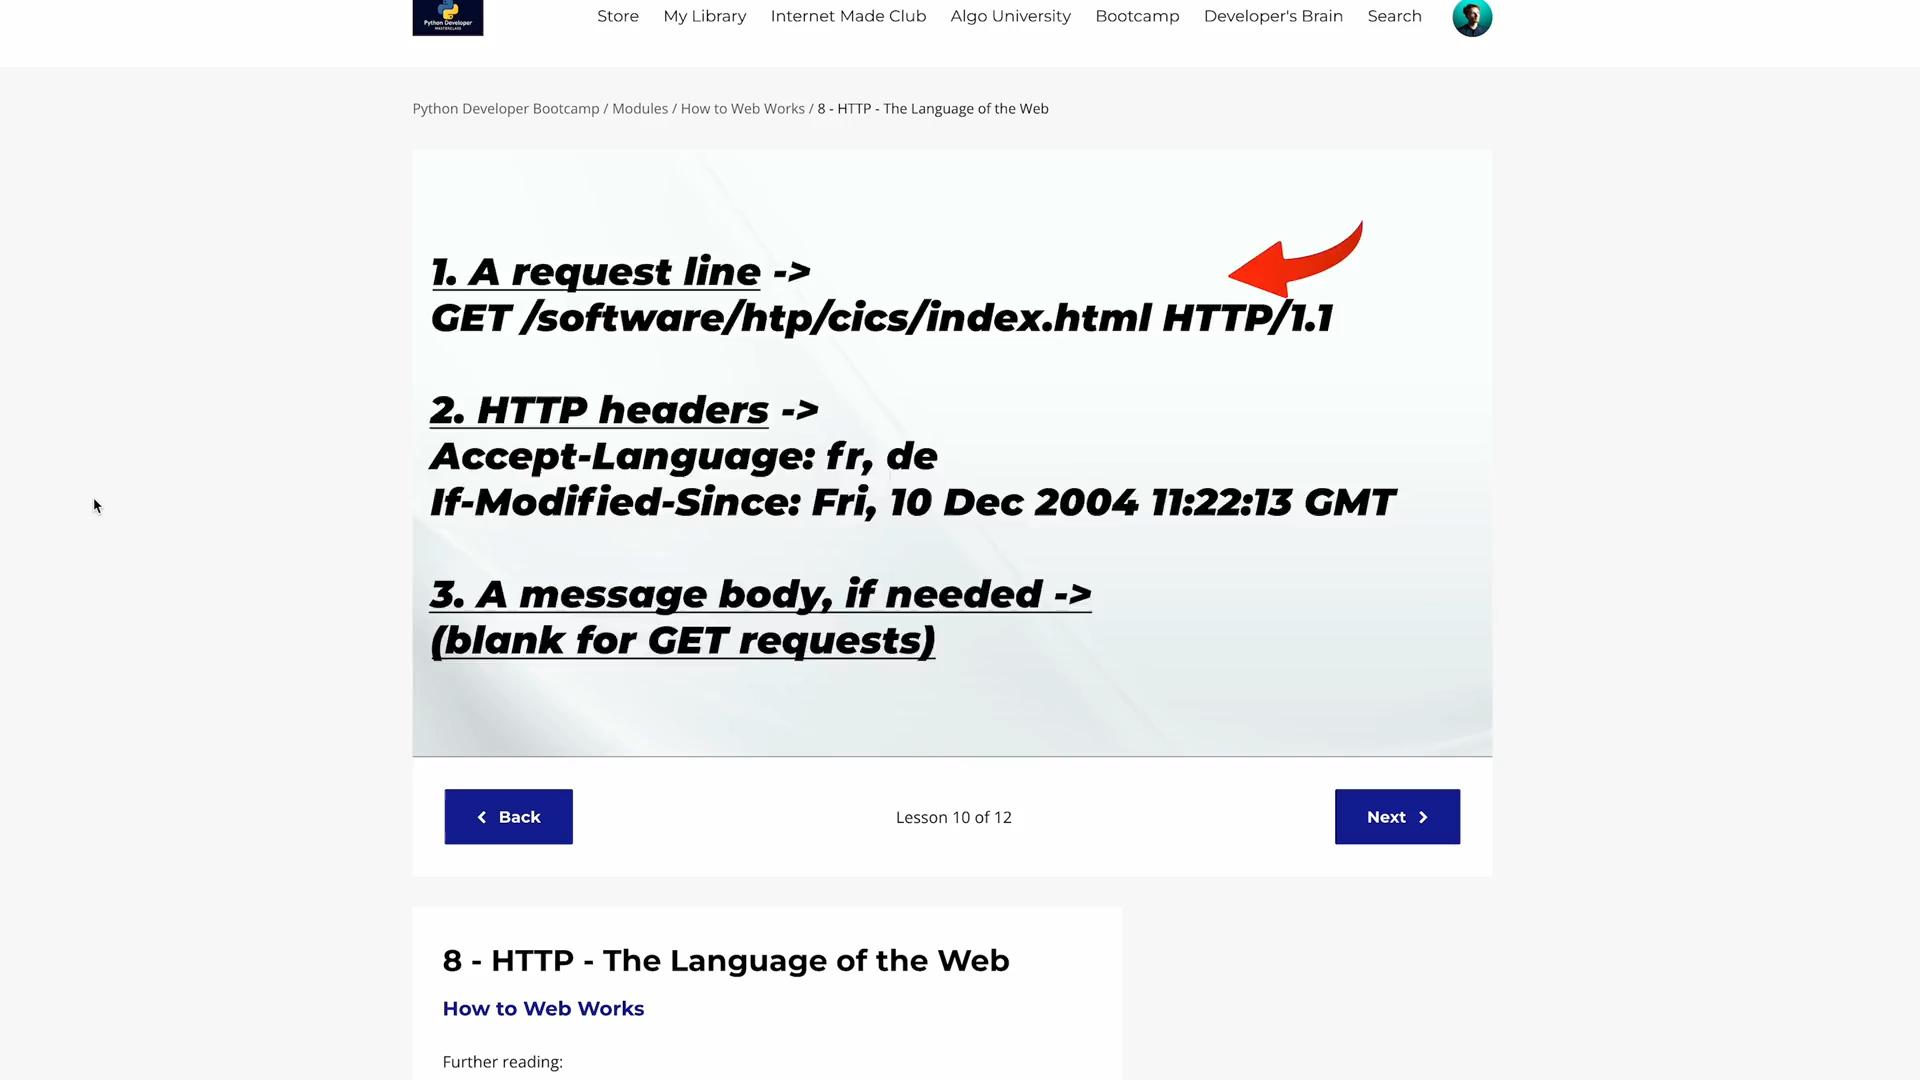 Python Developer
MASTERCLASS
Store My Library Internet Made Club Algo University Bootcamp Developer's Brain Search
Python Developer Bootcamp / Modules / How to Web Works / 8 - HTTP - The Language of the Web
1. A request line ->
GET /software/htp/cics/index.html HTTP/1.1
2. HTTP headers ->
Accept-Language: fr, de
If-Modified-Since: Fri, 10 Dec 2004 11:22:13 GMT
3. A message body, if needed ->
(blank for GET requests)
Back Lesson 10 of 12 Next
8 - HTTP - The Language of the Web
How to Web Works
Further reading: